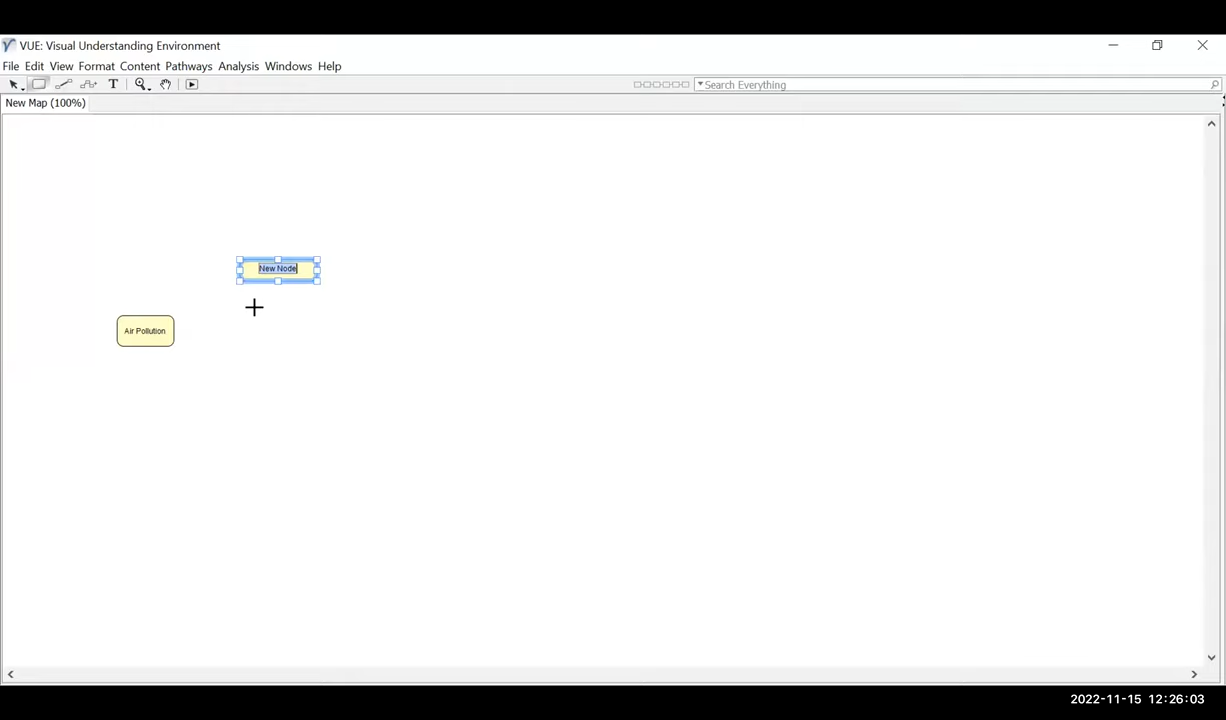 VUE: Visual Understanding Environment
File Edit View Format Content Pathways Analysis Windows Help
T Search Everything
New Map (100%)
New Node
Air Pollution
2022-11-15 12:26:03